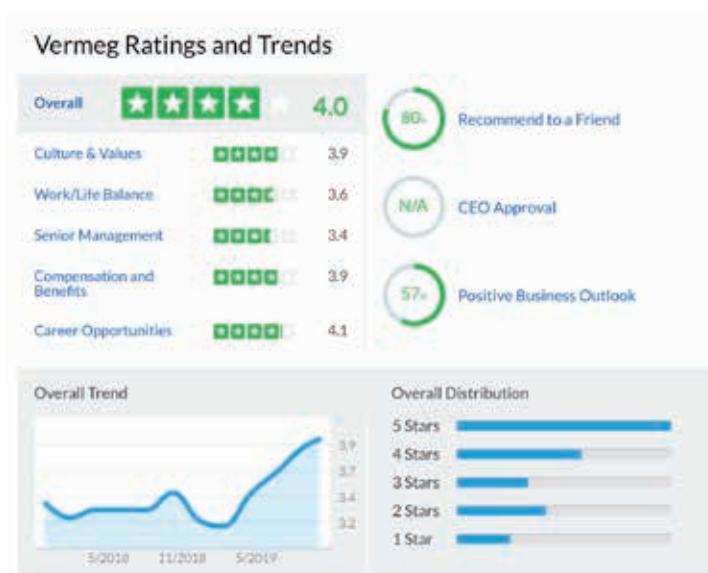 Vermeg Ratings and Trends
Overall 4.0
Culture & Values 3.9
Work/Life Balance 3.6
Senior Management 3.4
Compensation and
Benefits 3.9
Career Opportunities 4.1
80% Recommend to a Friend
N/A CEO Approval
57% Positive Business Outlook
Overall Trend
3.9
3.7
3.4
3.2
5/2018 11/2018 5/2019
Overall Distribution
5 Stars
4 Stars
3 Stars
2 Stars
1 Star